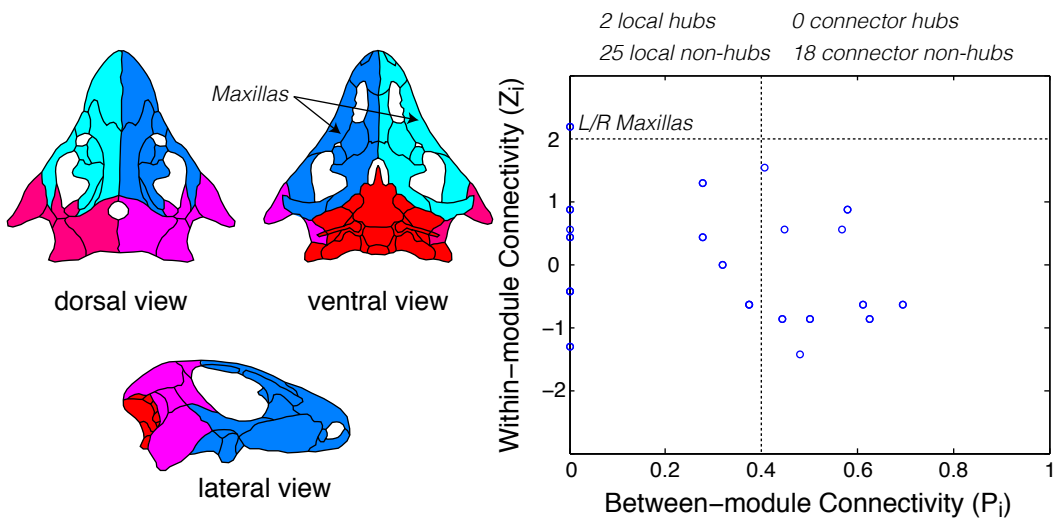 2 local hubs
0 connector hubs
25 local non-hubs
18 connector non-hubs
Maxillas
dorsal view
ventral view
lateral view
L/R Maxillas
Within−module Connectivity (Zi)
2
1
0
−1
−2
0
0.2
0.4
0.6
0.8
1
Between−module Connectivity (Pi)